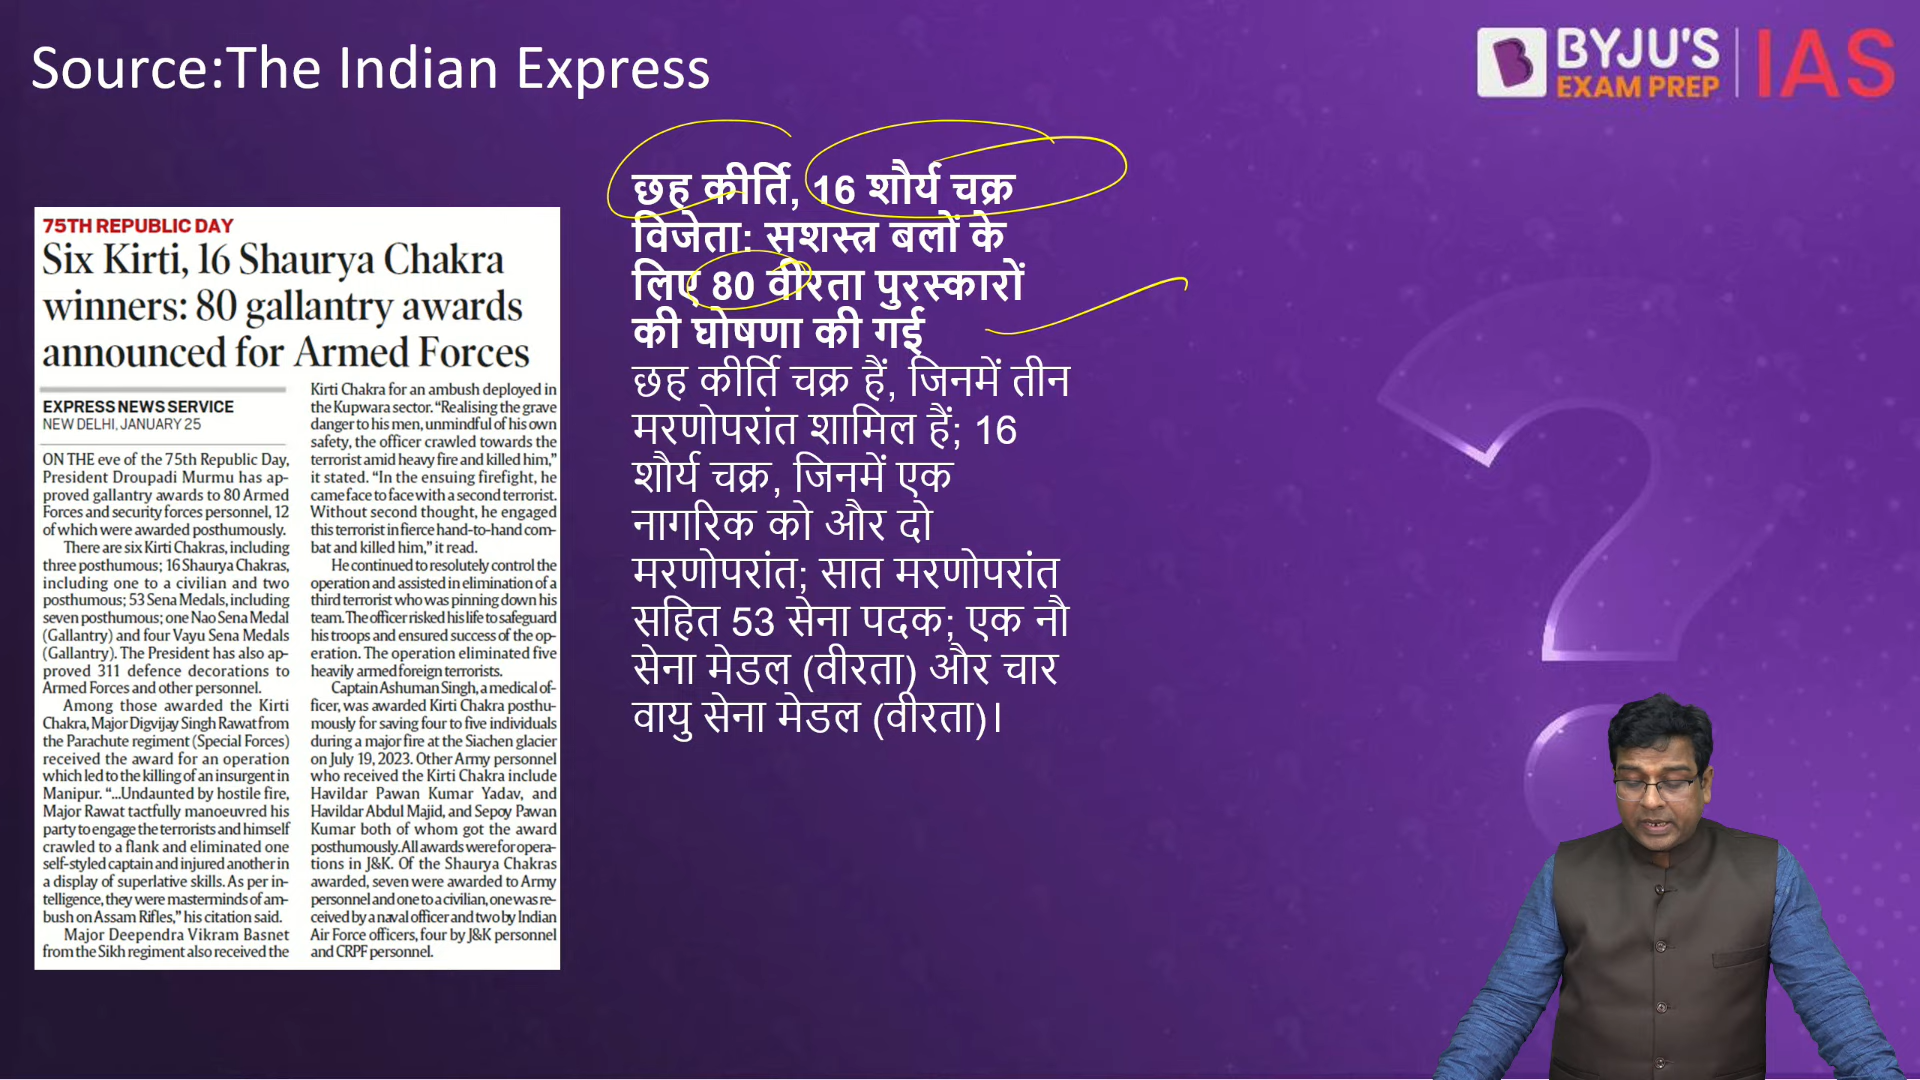 Source:The Indian Express
BYJU'S
EXAM PREP
IAS
75TH REPUBLIC DAY
Six Kirti, 16 Shaurya Chakra
winners: 80 gallantry awards
announced for Armed Forces
EXPRESS NEWS SERVICE
NEW DELHI, JANUARY 25
ON THE eve of the 75th Republic Day,
President Droupadi Murmu has ap-
proved gallantry awards to 80 Armed
Forces and security forces personnel, 12
of which were awarded posthumously.
There are six Kirti Chakras, including
three posthumous; 16 Shaurya Chakras,
including one to a civilian and two
posthumous; 53 Sena Medals, including
seven posthumous; one Nao Sena Medal
(Gallantry) and four Vayu Sena Medals
(Gallantry). The President has also ap-
proved 311 defence decorations to
Armed Forces and other personnel.
Among those awarded the Kirti
Chakra, Major Digvijay Singh Rawat from
the Parachute regiment (Special Forces)
received the award for an operation
which led to the killing of an insurgent in
Manipur. “...Undaunted by hostile fire,
Major Rawat tactfully manoeuvred his
party to engage the terrorists and himself
crawled to a flank and eliminated one
self-styled captain and injured another in
a display of superlative skills. As per in-
telligence, they were masterminds of am-
bush on Assam Rifles,” his citation said.
Major Deependra Vikram Basnet
from the Sikh regiment also received the
Kirti Chakra for an ambush deployed in
the Kupwara sector. “Realising the grave
danger to his men, unmindful of his own
safety, the officer crawled towards the
terrorist amid heavy fire and killed him,”
it stated. “In the ensuing firefight, he
came face to face with a second terrorist.
Without second thought, he engaged
this terrorist in fierce hand-to-hand com-
bat and killed him,” it read.
He continued to resolutely control the
operation and assisted in elimination of a
third terrorist who was pinning down his
team. The officer risked his life to safeguard
his troops and ensured success of the op-
eration. The operation eliminated five
heavily armed foreign terrorists.
Captain Ashuman Singh, a medical of-
ficer, was awarded Kirti Chakra posthu-
mously for saving four to five individuals
during a major fire at the Siachen glacier
on July 19, 2023. Other Army personnel
who received the Kirti Chakra include
Havildar Pawan Kumar Yadav, and
Havildar Abdul Majid, and Sepoy Pawan
Kumar both of whom got the award
posthumously. All awards were for opera-
tions in J&K. Of the Shaurya Chakras
awarded, seven were awarded to Army
personnel and one to a civilian, one was re-
ceived by a naval officer and two by Indian
Air Force officers, four by J&K personnel
and CRPF personnel.
छह कीर्ति, 16 शौर्य चक्र
विजेता: सशस्त्र बलों के
लिए 80 वीरता पुरस्कारों
की घोषणा की गई
छह कीर्ति चक्र हैं, जिनमें तीन
मरणोपरांत शामिल हैं; 16
शौर्य चक्र, जिनमें एक
नागरिक को और दो
मरणोपरांत; सात मरणोपरांत
सहित 53 सेना पदक; एक नौ
सेना मेडल (वीरता) और चार
वायु सेना मेडल (वीरता)।